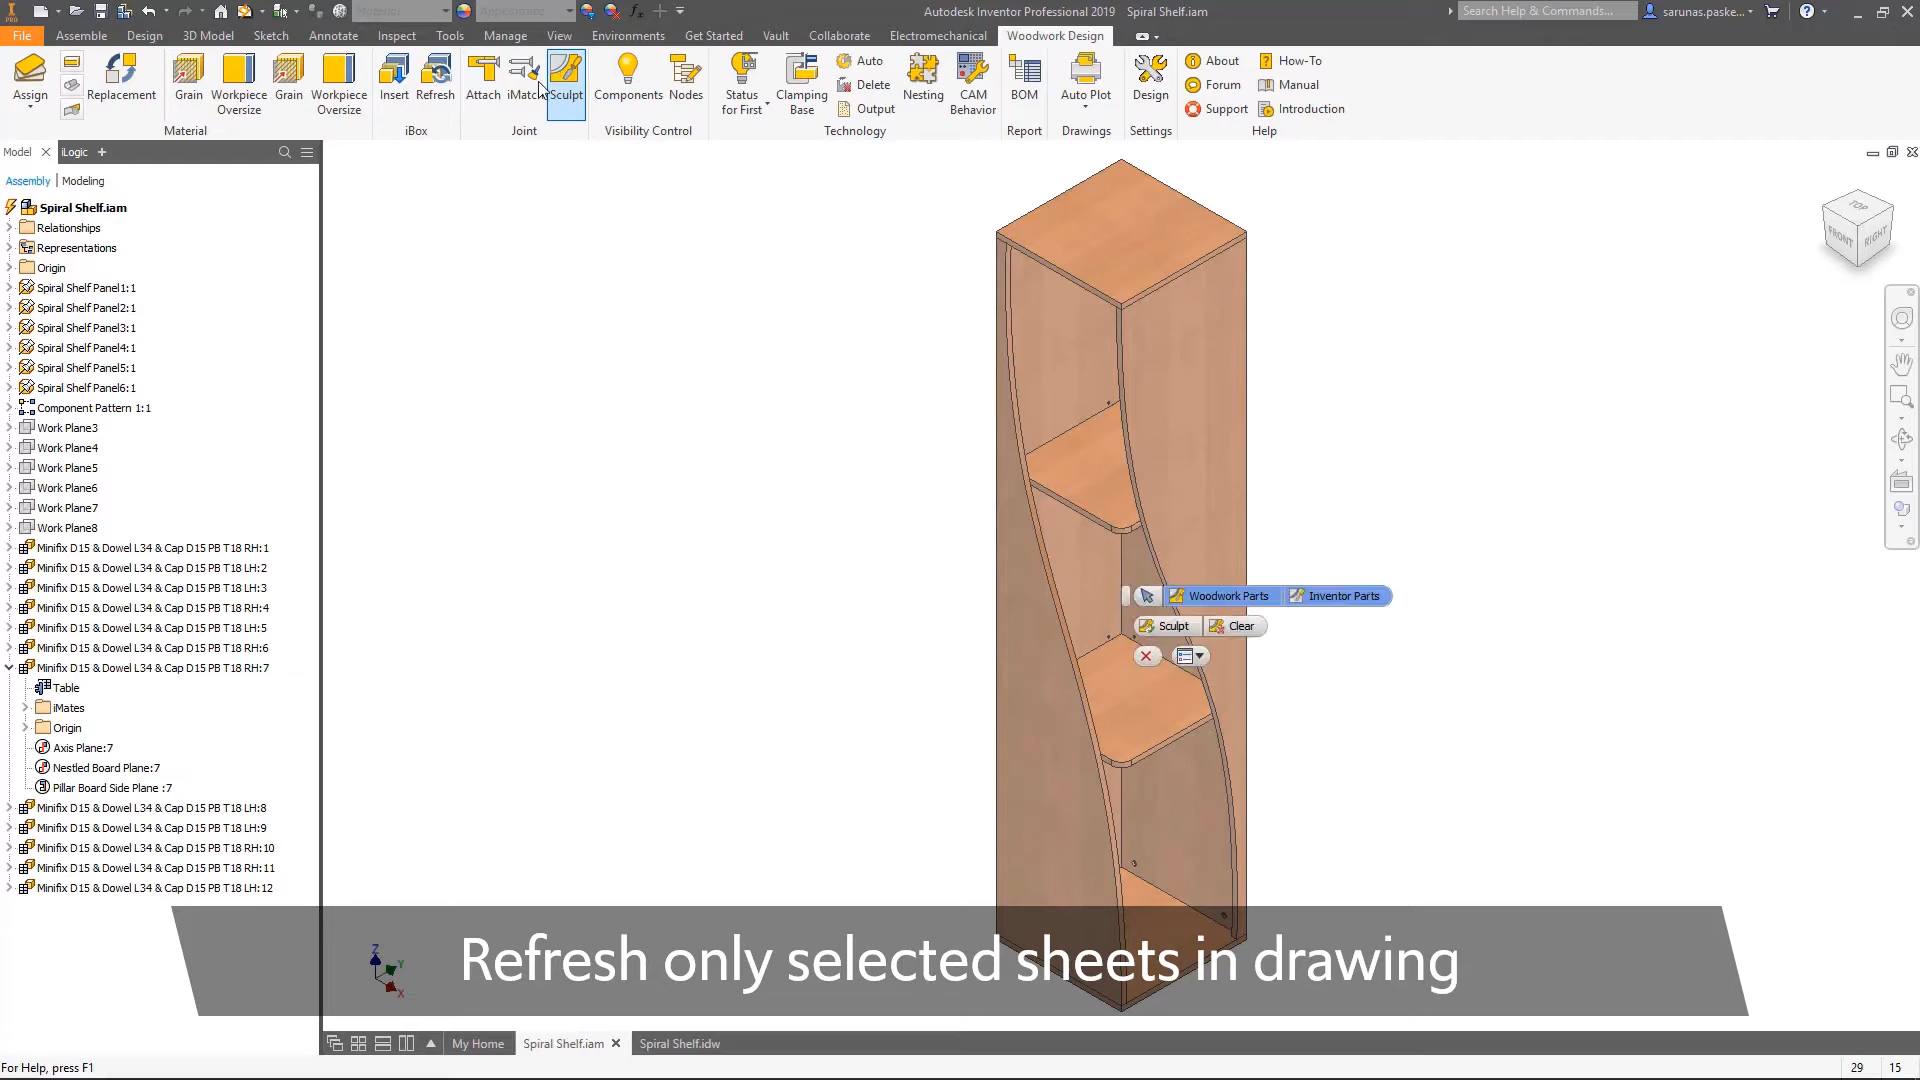 PRO
Material
Appearance
Autodesk Inventor Professional 2019 Spiral Shelf.iam
Search Help & Commands...
sarunas.paske...
File
Assemble
Design
3D Model
Sketch
Annotate
Inspect
Tools
Manage
View
Environments
Get Started
Vault
Collaborate
Electromechanical
Woodwork Design
Assign
Replacement
Grain
Workpiece
Oversize
Grain
Workpiece
Oversize
Material
Insert
Refresh
iBox
Attach
iMatch
Sculpt
Joint
Components
Nodes
Visibility Control
Status
for First
Clamping
Base
Auto
Delete
Output
Nesting
CAM
Behavior
Technology
BOM
Report
Auto Plot
Drawings
Design
Settings
About
Forum
Support
How-To
Manual
Introduction
Help
Model
iLogic
Assembly
Modeling
Spiral Shelf.iam
Relationships
Representations
Origin
Spiral Shelf Panel1:1
Spiral Shelf Panel2:1
Spiral Shelf Panel3:1
Spiral Shelf Panel4:1
Spiral Shelf Panel5:1
Spiral Shelf Panel6:1
Component Pattern 1:1
Work Plane3
Work Plane4
Work Plane5
Work Plane6
Work Plane7
Work Plane8
Minifix D15 & Dowel L34 & Cap D15 PB T18 RH:1
Minifix D15 & Dowel L34 & Cap D15 PB T18 LH:2
Minifix D15 & Dowel L34 & Cap D15 PB T18 LH:3
Minifix D15 & Dowel L34 & Cap D15 PB T18 RH:4
Minifix D15 & Dowel L34 & Cap D15 PB T18 LH:5
Minifix D15 & Dowel L34 & Cap D15 PB T18 RH:6
Minifix D15 & Dowel L34 & Cap D15 PB T18 RH:7
Table
iMates
Origin
Axis Plane:7
Nestled Board Plane:7
Pillar Board Side Plane :7
Minifix D15 & Dowel L34 & Cap D15 PB T18 LH:8
Minifix D15 & Dowel L34 & Cap D15 PB T18 LH:9
Minifix D15 & Dowel L34 & Cap D15 PB T18 RH:10
Minifix D15 & Dowel L34 & Cap D15 PB T18 RH:11
Minifix D15 & Dowel L34 & Cap D15 PB T18 LH:12
TOP
FRONT
RIGHT
Woodwork Parts
Inventor Parts
Sculpt
Clear
Z
Y
X
Refresh only selected sheets in drawing
My Home
Spiral Shelf.iam
Spiral Shelf.idw
For Help, press F1
29
15